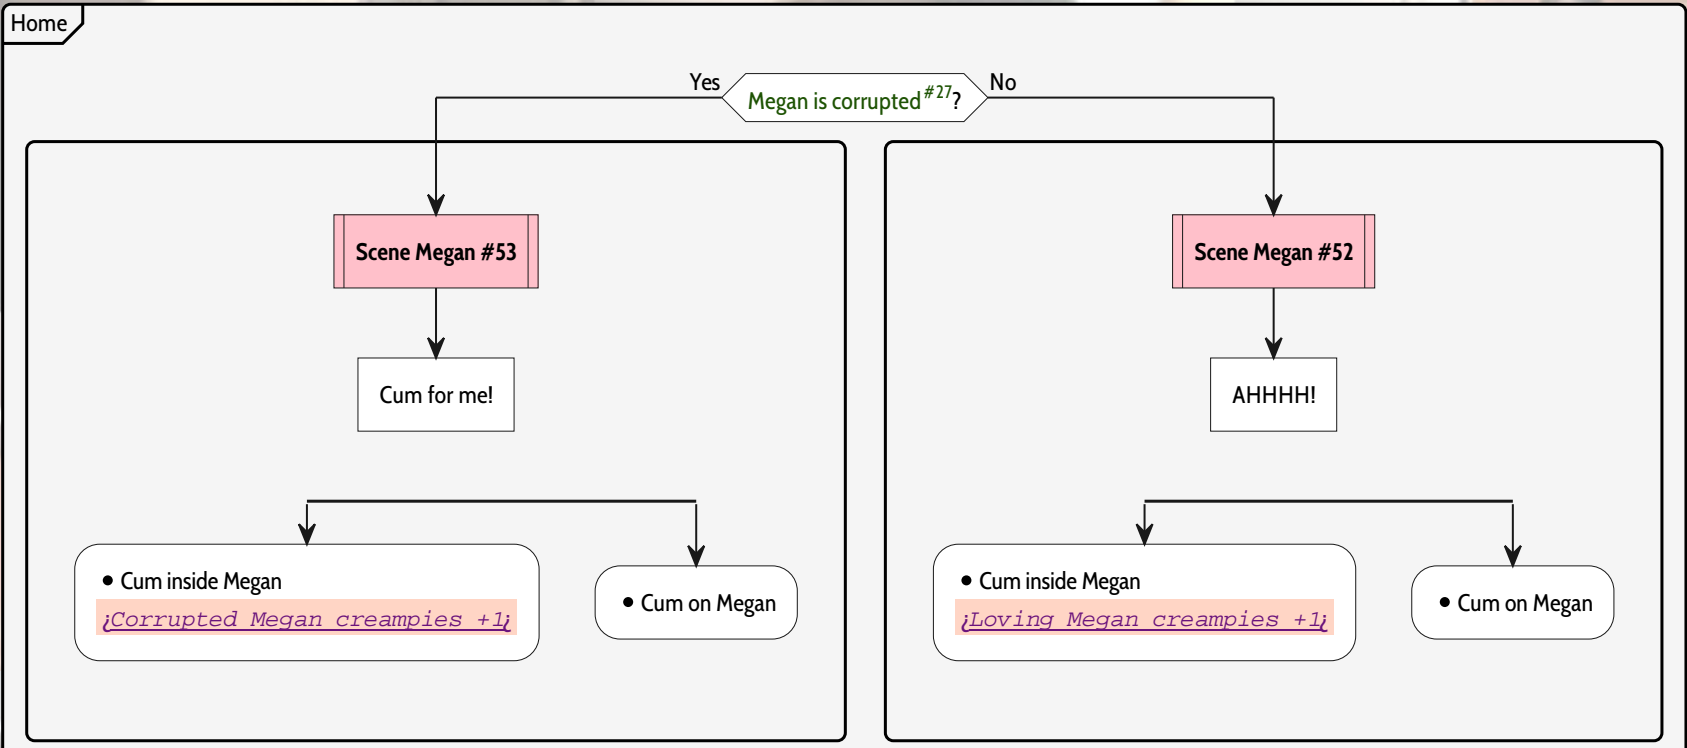 Home
Yes
Megan is corrupted #27?
No
Scene Megan #53
Scene Megan #52
Cum for me!
AHHHH!
• Cum inside Megan
¿Corrupted Megan creampies +1¿
• Cum on Megan
• Cum inside Megan
¿Loving Megan creampies +1¿
• Cum on Megan